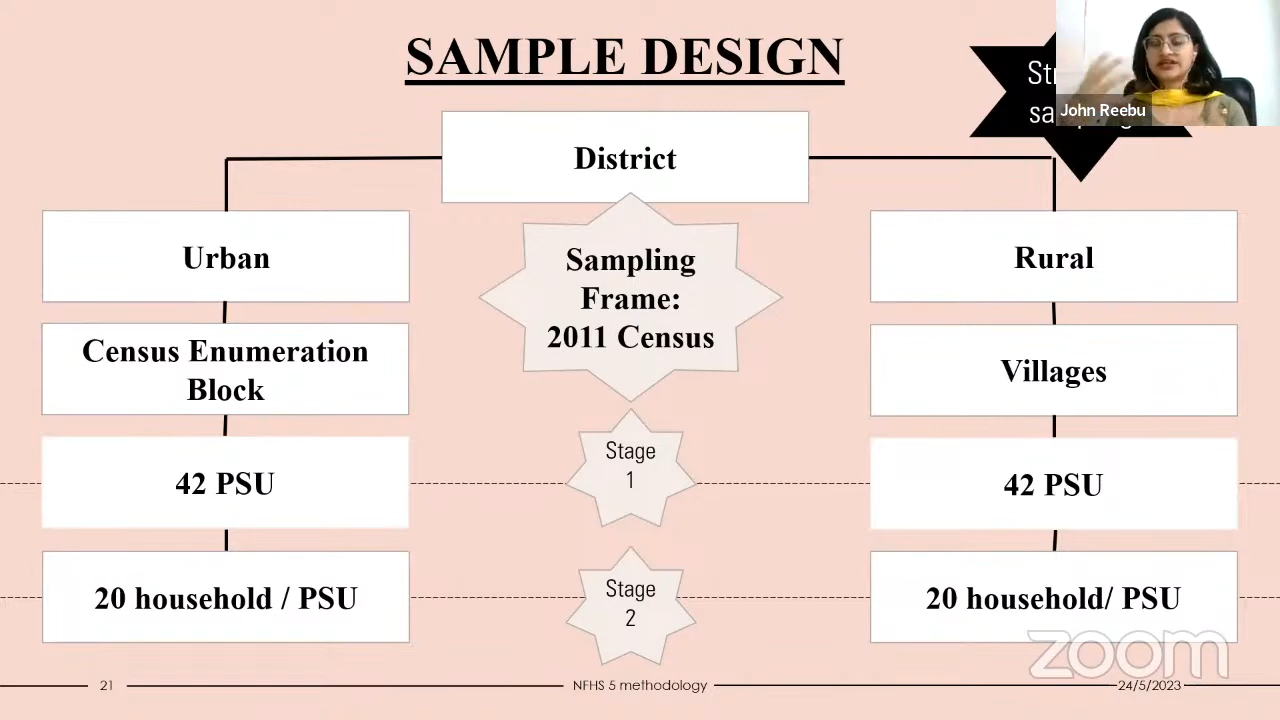 SAMPLE DESIGN
John Reebu
District
Urban
Sampling
Frame:
2011 Census
Rural
Census Enumeration
Block
Villages
Stage
1
42 PSU
42 PSU
Stage
2
20 household / PSU
20 household/ PSU
zoom
21
NFHS 5 methodology
24/5/2023